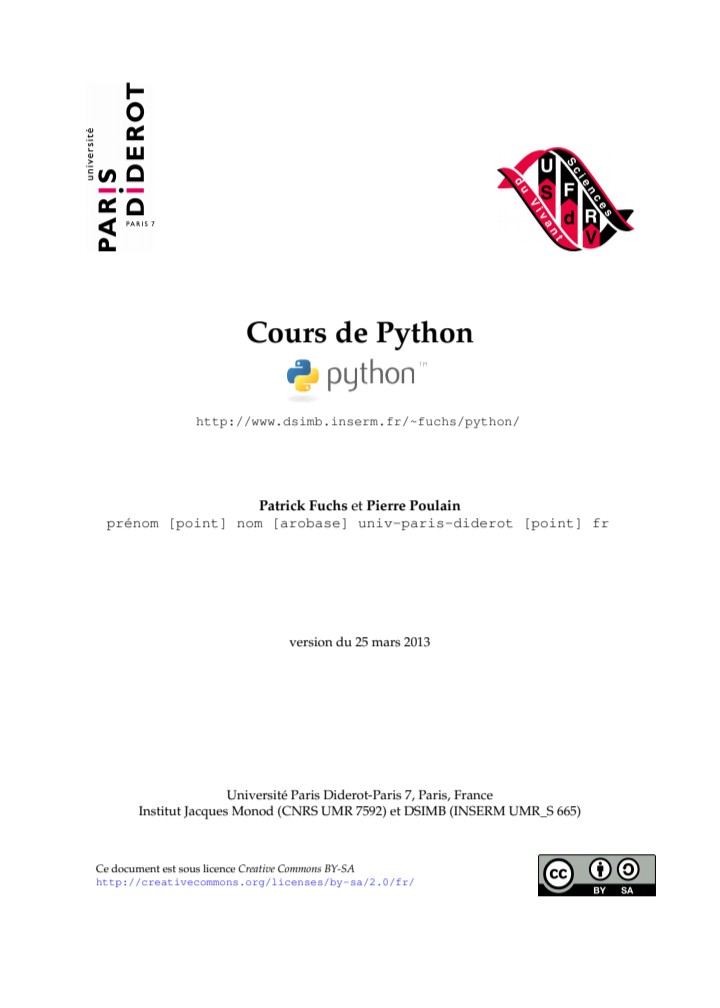 université
PARIS
DiDEROT
PARIS 7
U
S
F
d
R
V
Sciences
du Vivant
Cours de Python
python™
http://www.dsimb.inserm.fr/~fuchs/python/
Patrick Fuchs et Pierre Poulain
prénom [point] nom [arobase] univ-paris-diderot [point] fr
version du 25 mars 2013
Université Paris Diderot-Paris 7, Paris, France
Institut Jacques Monod (CNRS UMR 7592) et DSIMB (INSERM UMR_S 665)
Ce document est sous licence Creative Commons BY-SA
http://creativecommons.org/licenses/by-sa/2.0/fr/
cc
BY SA